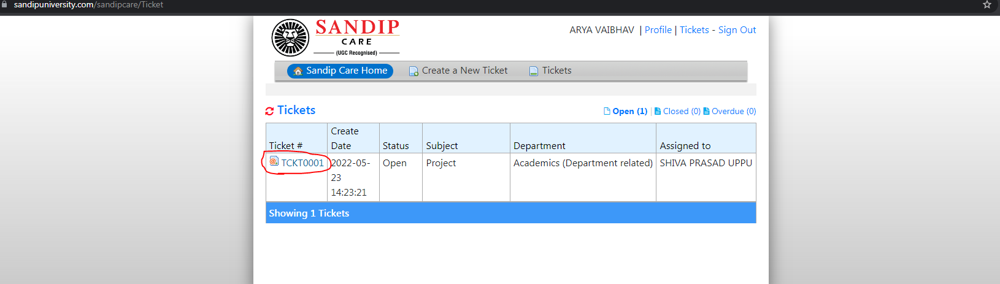 sandipuniversity.com/sandipcare/Ticket
SANDIP
CARE
(UGC Recognised)
ARYA VAIBHAV | Profile | Tickets - Sign Out
Sandip Care Home Create a New Ticket Tickets
Tickets
Open (1) | Closed (0) Overdue (0)
Ticket # Create Date Status Subject Department Assigned to
TCKT0001 2022-05-23 14:23:21 Open Project Academics (Department related) SHIVA PRASAD UPPU
Showing 1 Tickets